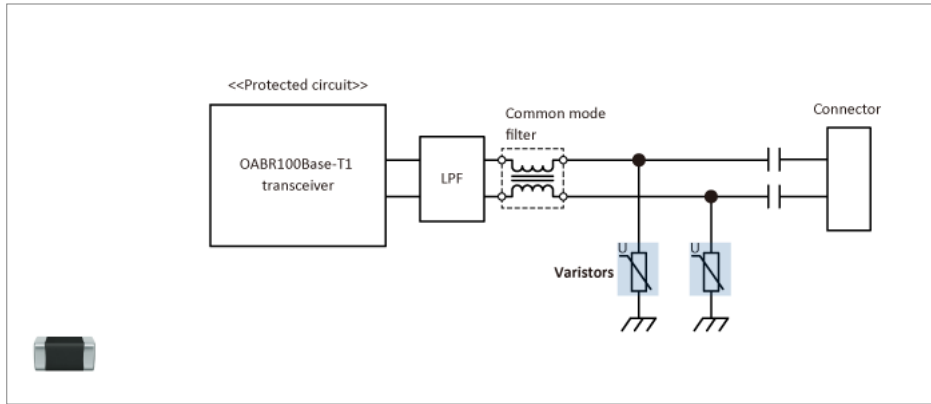 <<Protected circuit>>
OABR100Base-T1
transceiver
LPF
Common mode
filter
Connector
Varistors
U
U